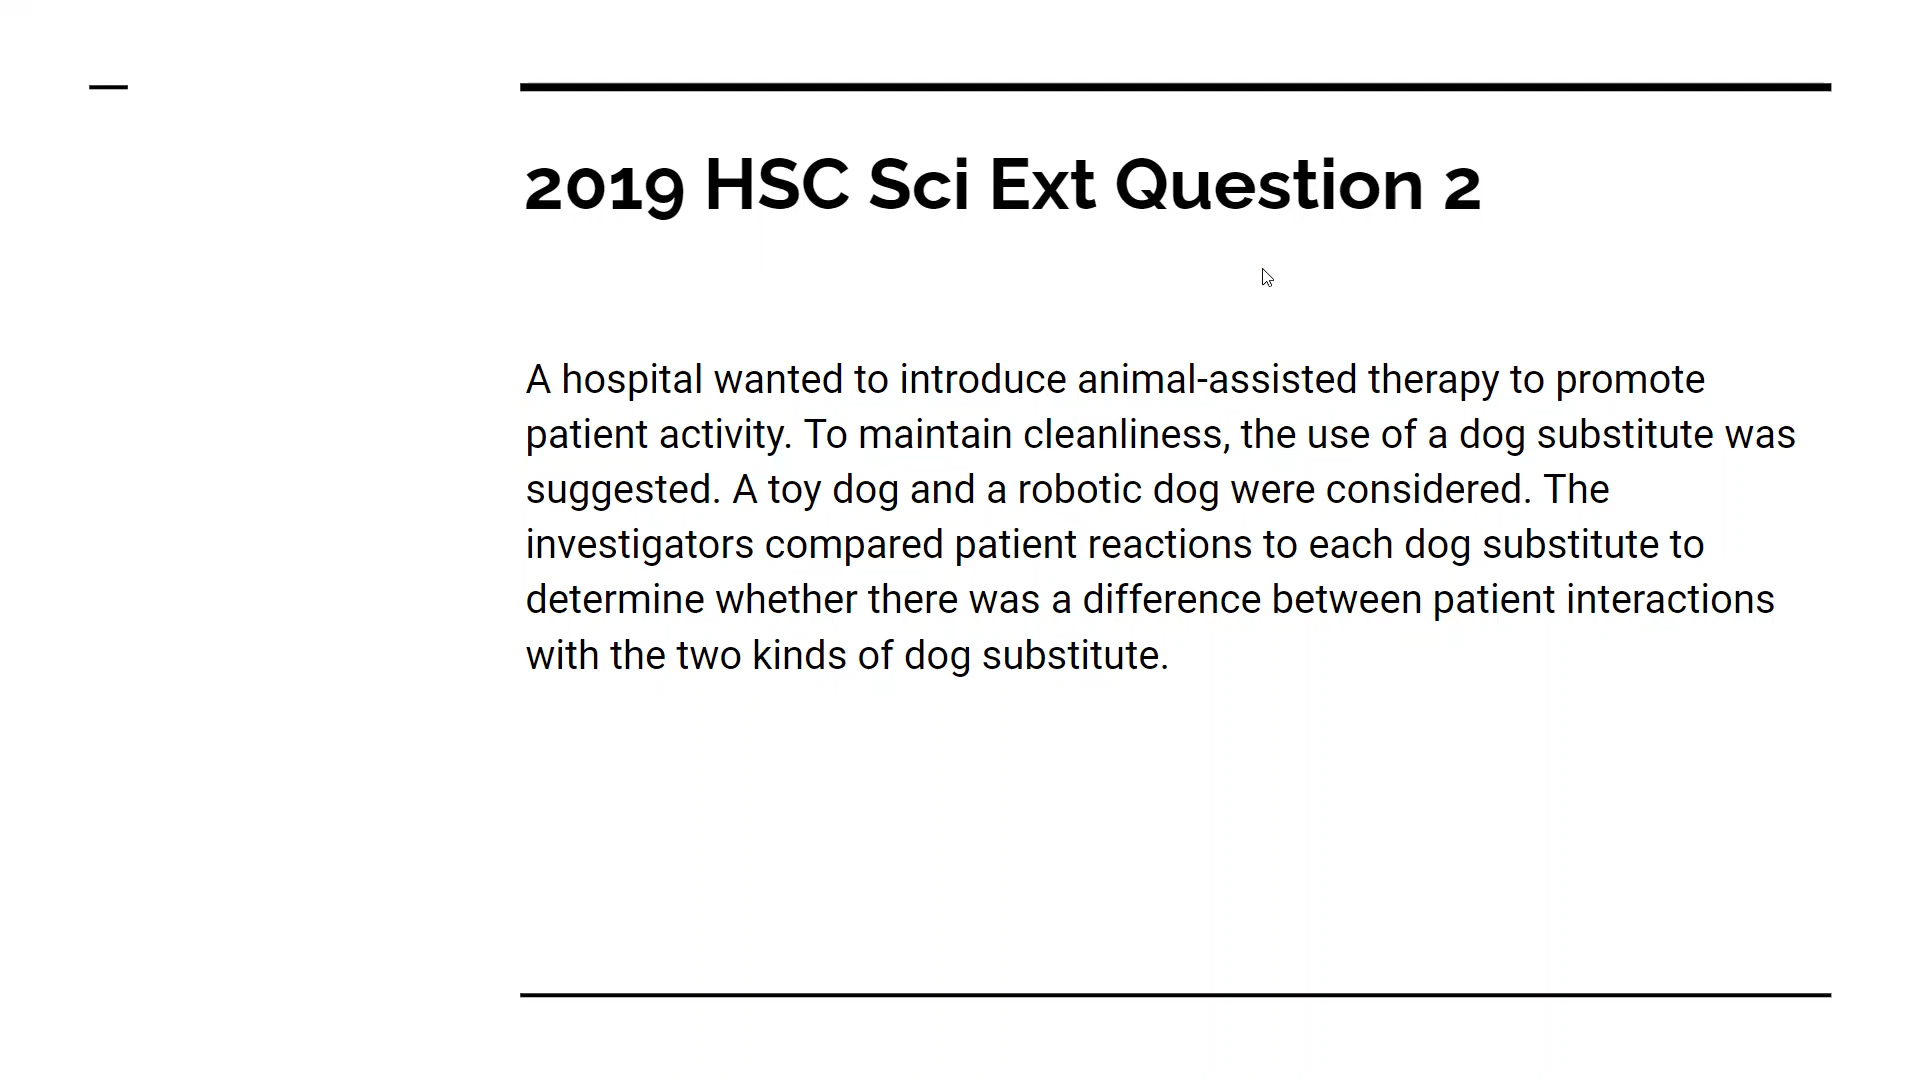 2019 HSC Sci Ext Question 2
A hospital wanted to introduce animal-assisted therapy to promote
patient activity. To maintain cleanliness, the use of a dog substitute was
suggested. A toy dog and a robotic dog were considered. The
investigators compared patient reactions to each dog substitute to
determine whether there was a difference between patient interactions
with the two kinds of dog substitute.